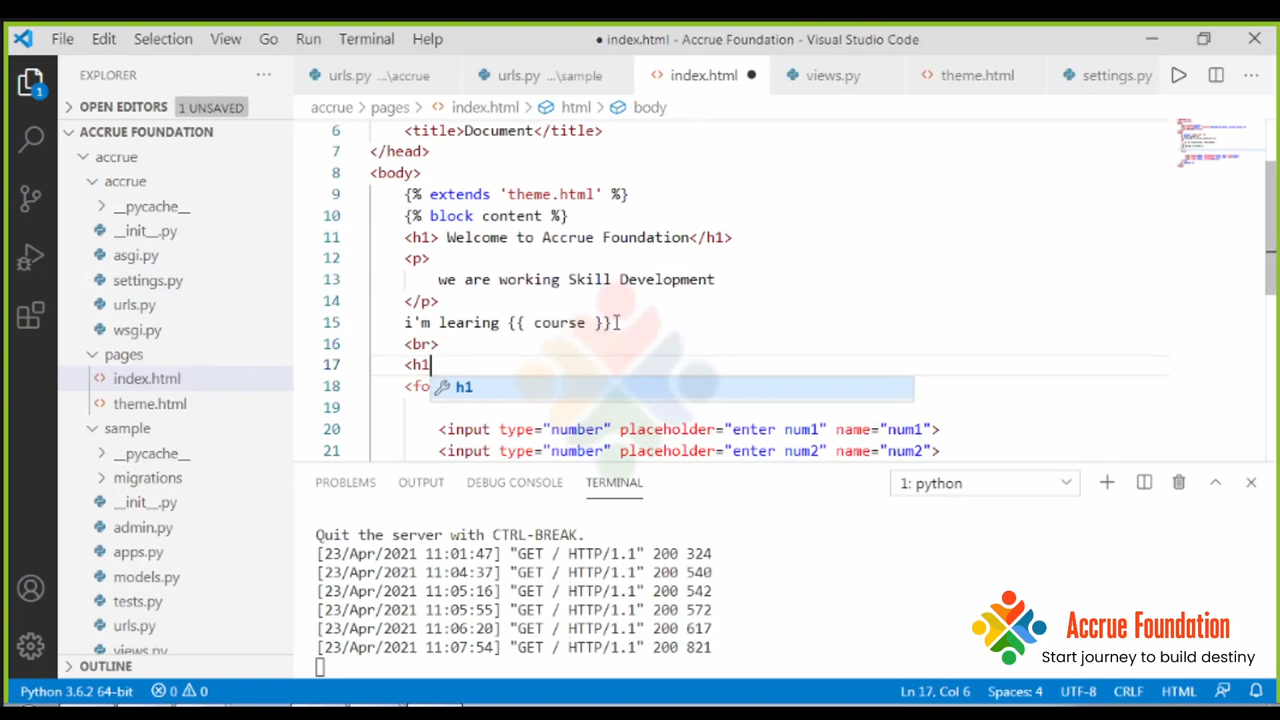 File Edit Selection View Go Run Terminal Help ● index.html - Accrue Foundation - Visual Studio Code
EXPLORER ···
urls.py ...\accrue urls.py ...\sample index.html ● views.py theme.html settings.py ···
1
OPEN EDITORS 1 UNSAVED
ACCRUE FOUNDATION
accrue
accrue
__pycache__
__init__.py
asgi.py
settings.py
urls.py
wsgi.py
pages
index.html
theme.html
sample
__pycache__
migrations
__init__.py
admin.py
apps.py
models.py
tests.py
urls.py
views.py
OUTLINE
accrue > pages > index.html > html > body
6 <title>Document</title>
7 </head>
8 <body>
9 {% extends 'theme.html' %}
10 {% block content %}
11 <h1> Welcome to Accrue Foundation</h1>
12 <p>
13 we are working Skill Development
14 </p>
15 i'm learing {{ course }}
16 <br>
17 <h1
18 <fo h1
19
20 <input type="number" placeholder="enter num1" name="num1">
21 <input type="number" placeholder="enter num2" name="num2">
PROBLEMS OUTPUT DEBUG CONSOLE TERMINAL 1: python
Quit the server with CTRL-BREAK.
[23/Apr/2021 11:01:47] "GET / HTTP/1.1" 200 324
[23/Apr/2021 11:04:37] "GET / HTTP/1.1" 200 540
[23/Apr/2021 11:05:16] "GET / HTTP/1.1" 200 542
[23/Apr/2021 11:05:55] "GET / HTTP/1.1" 200 572
[23/Apr/2021 11:06:20] "GET / HTTP/1.1" 200 617
[23/Apr/2021 11:07:54] "GET / HTTP/1.1" 200 821
Accrue Foundation
Start journey to build destiny
Python 3.6.2 64-bit 0 0 Ln 17, Col 6 Spaces: 4 UTF-8 CRLF HTML